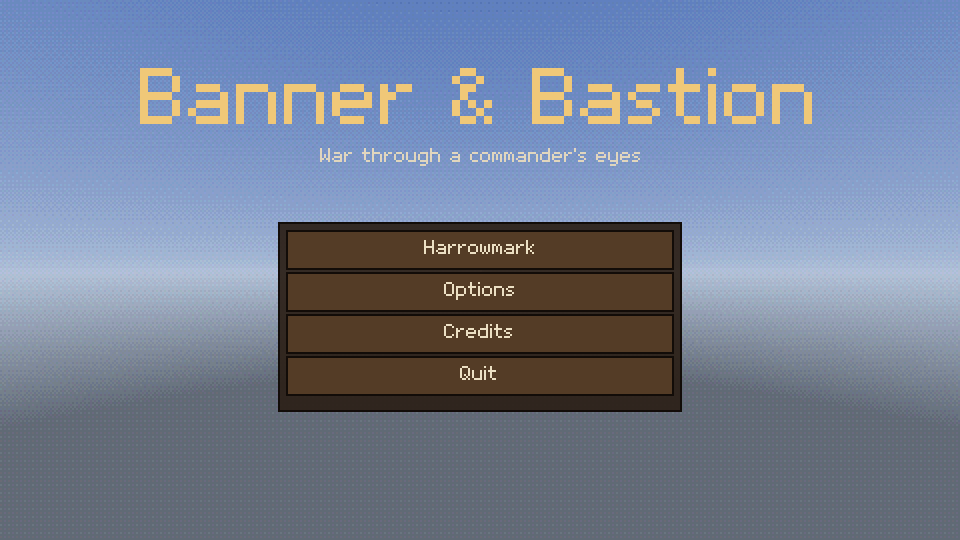 Banner & Bastion
War through a commander's eyes
Harrowmark
Options
Credits
Quit